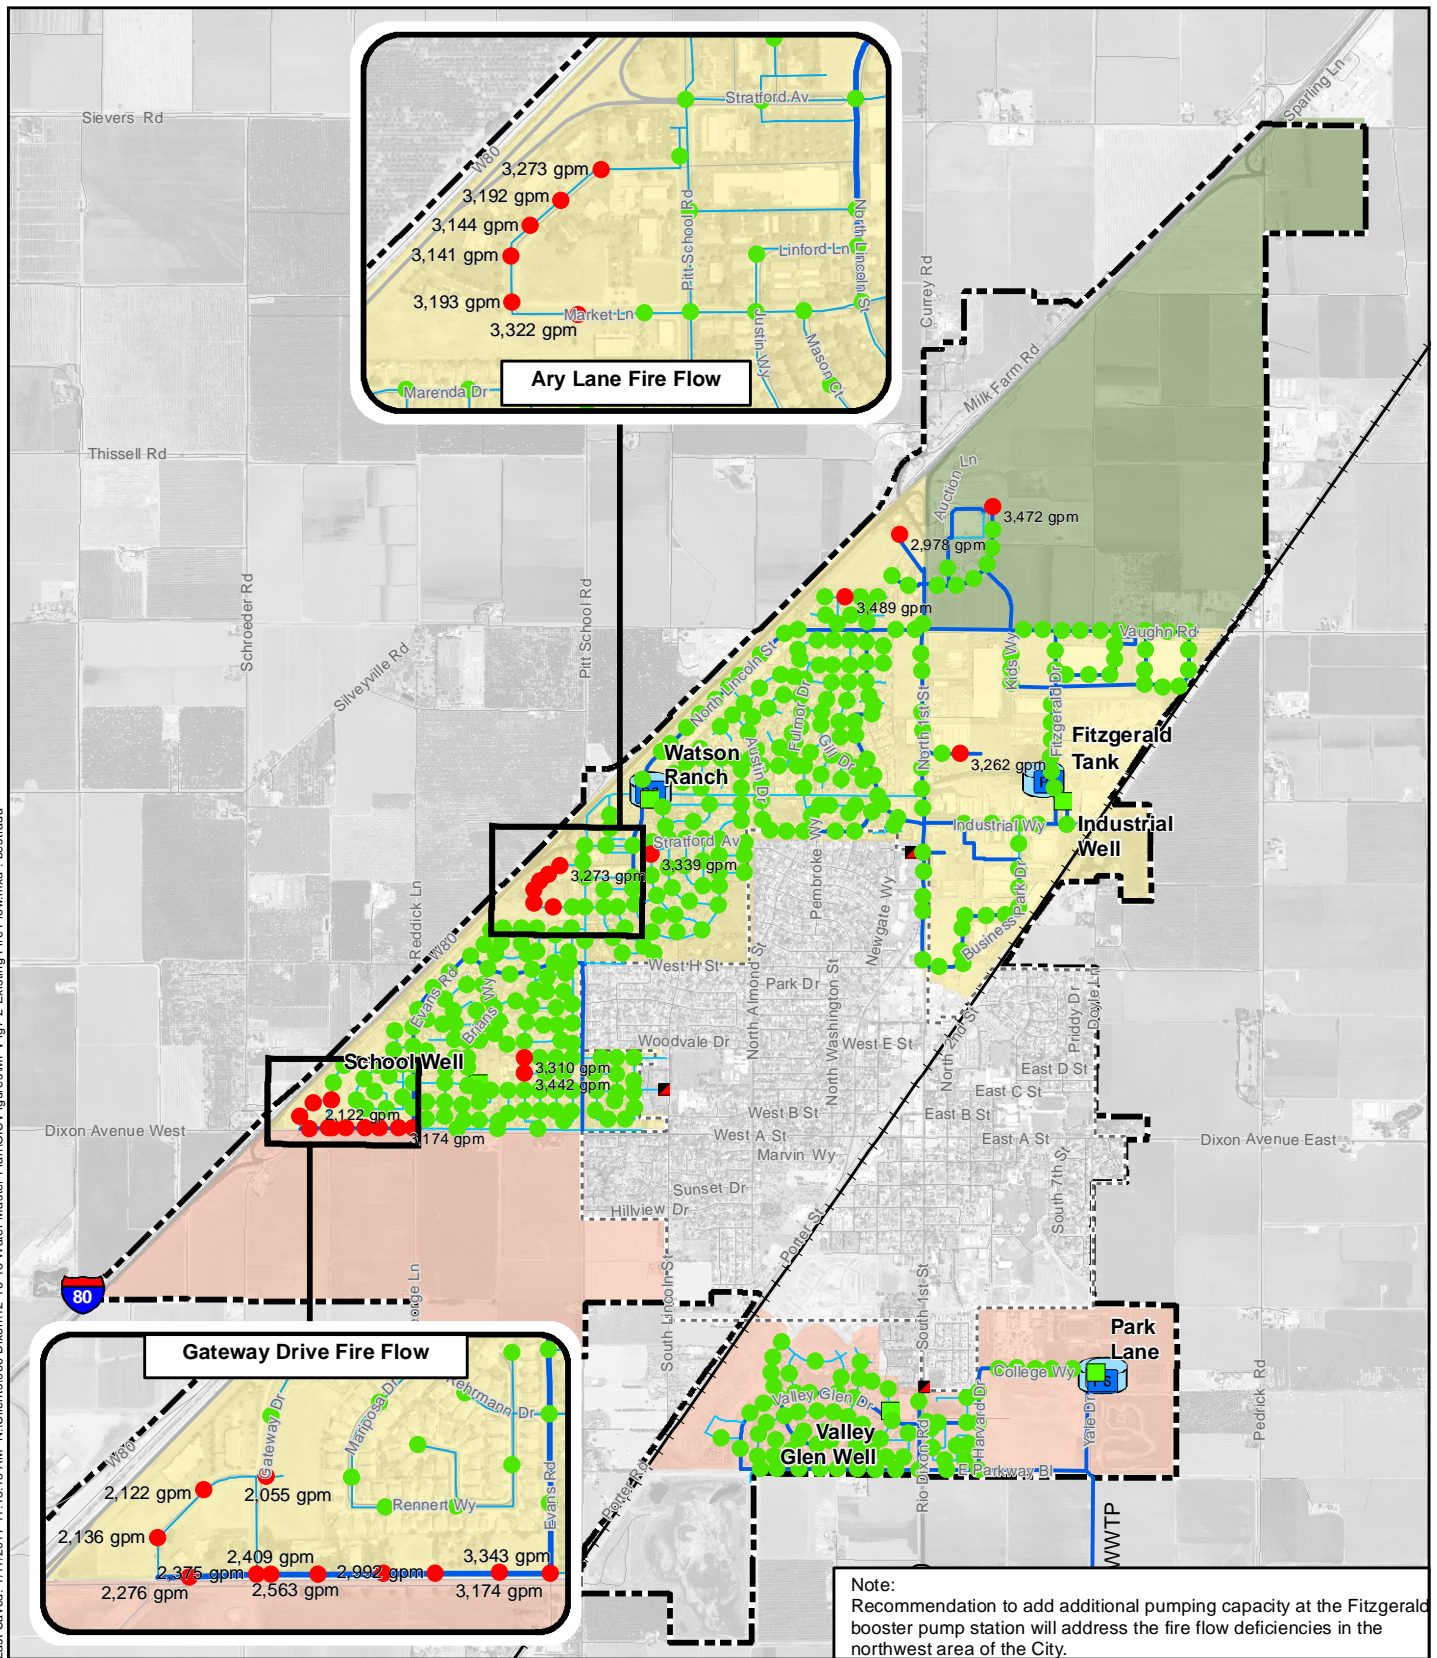 Stratford Av
W80
3,273 gpm
3,192 gpm
3,144 gpm
3,141 gpm
3,193 gpm
3,322 gpm
Pitt School Rd
North Lincoln St
Linford Ln
Market Ln
Justin Wy
Mason Ct
Marenda Dr
Ary Lane Fire Flow
Sievers Rd
Sparling Ln
Currey Rd
Milk Farm Rd
Thissell Rd
Auction Ln
3,472 gpm
2,978 gpm
3,489 gpm
Schroeder Rd
Pitt School Rd
Silveyville Rd
Vaughn Rd
Kids Wy
Fitzgerald Dr
North Lincoln St
Fulmor Dr
Gill Dr
Austin Dr
North 1st St
Watson
Ranch
Fitzgerald
Tank
3,262 gpm
Industrial Wy
Industrial
Well
Stratford Av
3,339 gpm
3,273 gpm
Pembroke Wy
Newgate Wy
Park Dr
Business
Reddick Ln
W80
West H St
North Almond St
Park Dr
North Washington St
Evans Rd
Brians Wy
Woodvale Dr
West E St
North 2nd St
Priddy Dr
Doyle Ln
School Well
3,310 gpm
3,442 gpm
East D St
East C St
2,122 gpm
West B St
East B St
Dixon Avenue West
3,174 gpm
West A St
East A St
Dixon Avenue East
Marvin Wy
Sunset Dr
South 7th St
Hillview Dr
Porter St
80
orge Ln
South Lincoln St
South 1st St
Park
Lane
College Wy
PS
Valley Glen Dr
Harvard Dr
Yale Dr
Pedrick Rd
Valley
Glen Well
Rio Dixon Rd
E Parkway Bl
Porter Rd
WWTP
Gateway Drive Fire Flow
W80
Gateway Dr
Mariposa Dr
Rehrmann Dr
2,122 gpm
2,055 gpm
Rennert Wy
Evans Rd
2,136 gpm
2,409 gpm
3,343 gpm
2,375 gpm
2,992 gpm
2,276 gpm
2,563 gpm
3,174 gpm
Note:
Recommendation to add additional pumping capacity at the Fitzgerald
booster pump station will address the fire flow deficiencies in the
northwest area of the City.